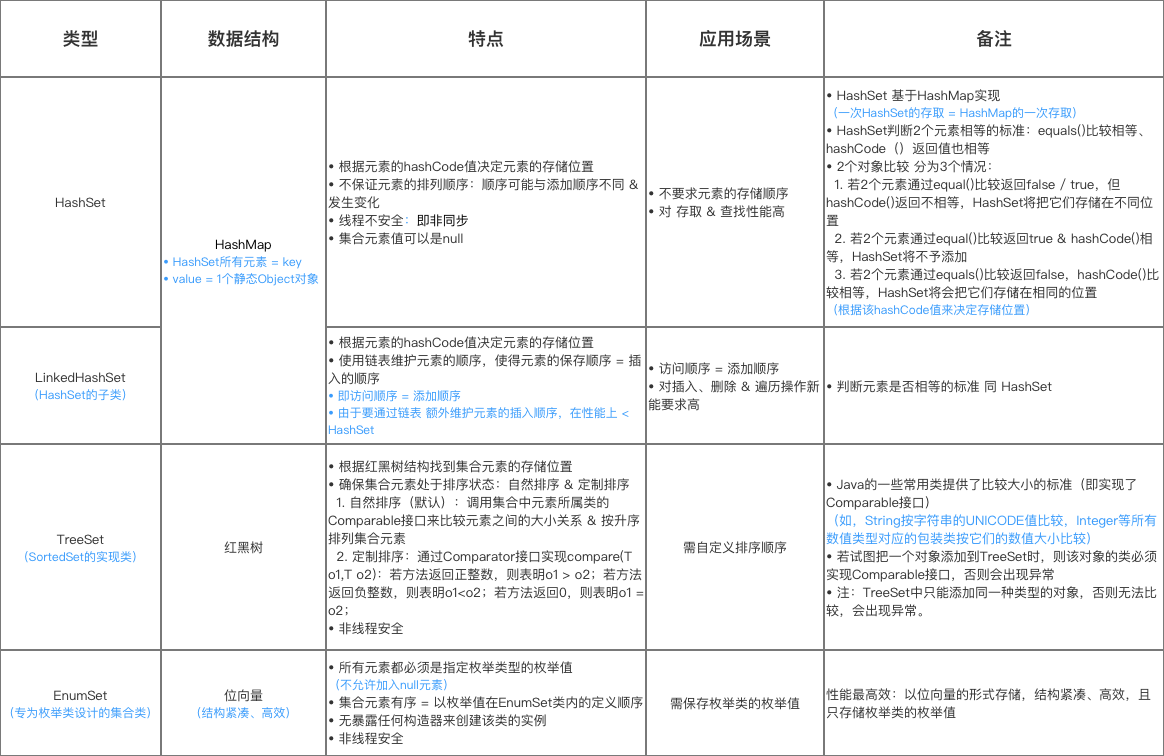 类型
数据结构
特点
应用场景
备注
HashSet
HashMap
• HashSet所有元素 = key
• value = 1个静态Object对象
• 根据元素的hashCode值决定元素的存储位置
• 不保证元素的排列顺序：顺序可能与添加顺序不同 &
发生变化
• 线程不安全：即非同步
• 集合元素值可以是null
• 不要求元素的存储顺序
• 对 存取 & 查找性能高
• HashSet 基于HashMap实现
（一次HashSet的存取 = HashMap的一次存取）
• HashSet判断2个元素相等的标准：equals()比较相等、
hashCode（）返回值也相等
• 2个对象比较 分为3个情况：
1. 若2个元素通过equal()比较返回false / true，但
hashCode()返回不相等，HashSet将把它们存储在不同位
置
2. 若2个元素通过equal()比较返回true & hashCode()相
等，HashSet将不予添加
3. 若2个元素通过equals()比较返回false，hashCode()比
较相等，HashSet将会把它们存储在相同的位置
（根据该hashCode值来决定存储位置）
LinkedHashSet
（HashSet的子类）
• 根据元素的hashCode值决定元素的存储位置
• 使用链表维护元素的顺序，使得元素的保存顺序 = 插
入的顺序
• 即访问顺序 = 添加顺序
• 由于要通过链表 额外维护元素的插入顺序，在性能上 <
HashSet
• 访问顺序 = 添加顺序
• 对插入、删除 & 遍历操作新
能要求高
• 判断元素是否相等的标准 同 HashSet
TreeSet
（SortedSet的实现类）
红黑树
• 根据红黑树结构找到集合元素的存储位置
• 确保集合元素处于排序状态：自然排序 & 定制排序
1. 自然排序（默认）：调用集合中元素所属类的
Comparable接口来比较元素之间的大小关系 & 按升序
排列集合元素
2. 定制排序：通过Comparator接口实现compare(T
o1,T o2)：若方法返回正整数，则表明o1 > o2；若方法
返回负整数，则表明o1<o2；若方法返回0，则表明o1 =
o2；
• 非线程安全
需自定义排序顺序
• Java的一些常用类提供了比较大小的标准（即实现了
Comparable接口）
（如，String按字符串的UNICODE值比较，Integer等所有
数值类型对应的包装类按它们的数值大小比较）
• 若试图把一个对象添加到TreeSet时，则该对象的类必须
实现Comparable接口，否则会出现异常
• 注：TreeSet中只能添加同一种类型的对象，否则无法比
较，会出现异常。
EnumSet
（专为枚举类设计的集合类）
位向量
（结构紧凑、高效）
• 所有元素都必须是指定枚举类型的枚举值
（不允许加入null元素）
• 集合元素有序 = 以枚举值在EnumSet类内的定义顺序
• 无暴露任何构造器来创建该类的实例
• 非线程安全
需保存枚举类的枚举值
性能最高效：以位向量的形式存储，结构紧凑、高效，且
只存储枚举类的枚举值